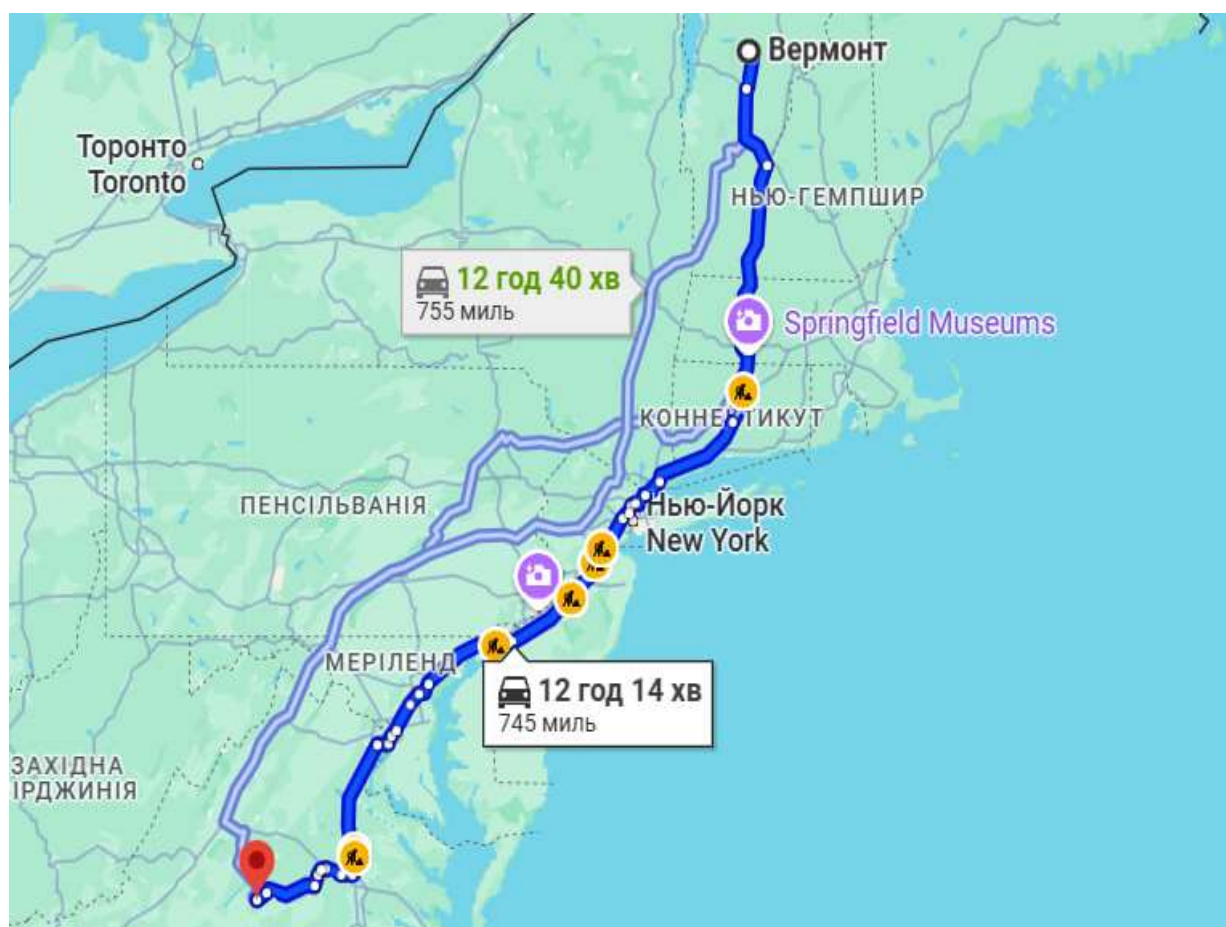 Вермонт
Торонто
Toronto
НЬЮ-ГЕМПШИР
12 год 40 хв
755 миль
Springfield Museums
КОННЕКТИКУТ
ПЕНСІЛЬВАНІЯ
Нью-Йорк
New York
МЕРІЛЕНД
12 год 14 хв
745 миль
ЗАХІДНА
ІРДЖИНІЯ